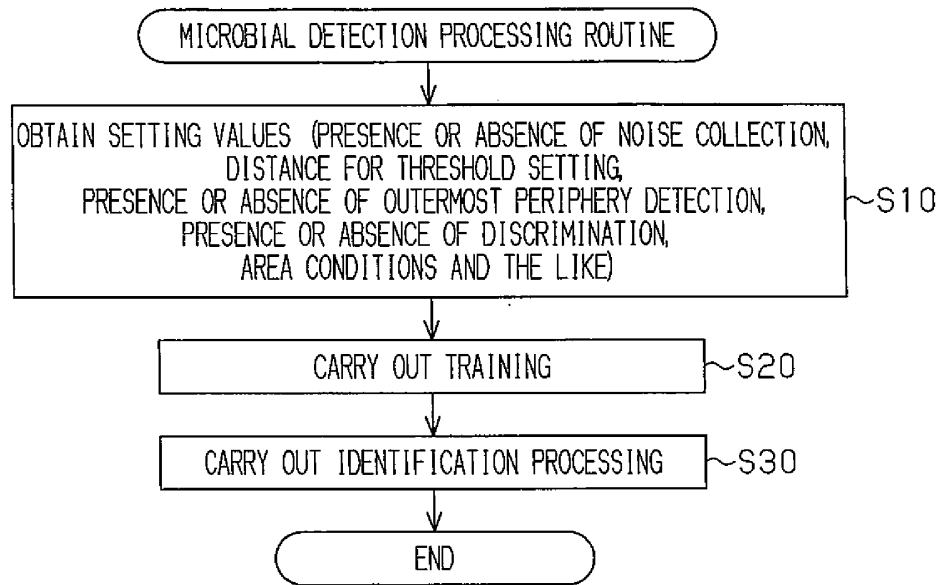 MICROBIAL DETECTION PROCESSING ROUTINE
OBTAIN SETTING VALUES (PRESENCE OR ABSENCE OF NOISE COLLECTION,
DISTANCE FOR THRESHOLD SETTING,
PRESENCE OR ABSENCE OF OUTERMOST PERIPHERY DETECTION,
PRESENCE OR ABSENCE OF DISCRIMINATION,
AREA CONDITIONS AND THE LIKE)
S10
CARRY OUT TRAINING
S20
CARRY OUT IDENTIFICATION PROCESSING
S30
END